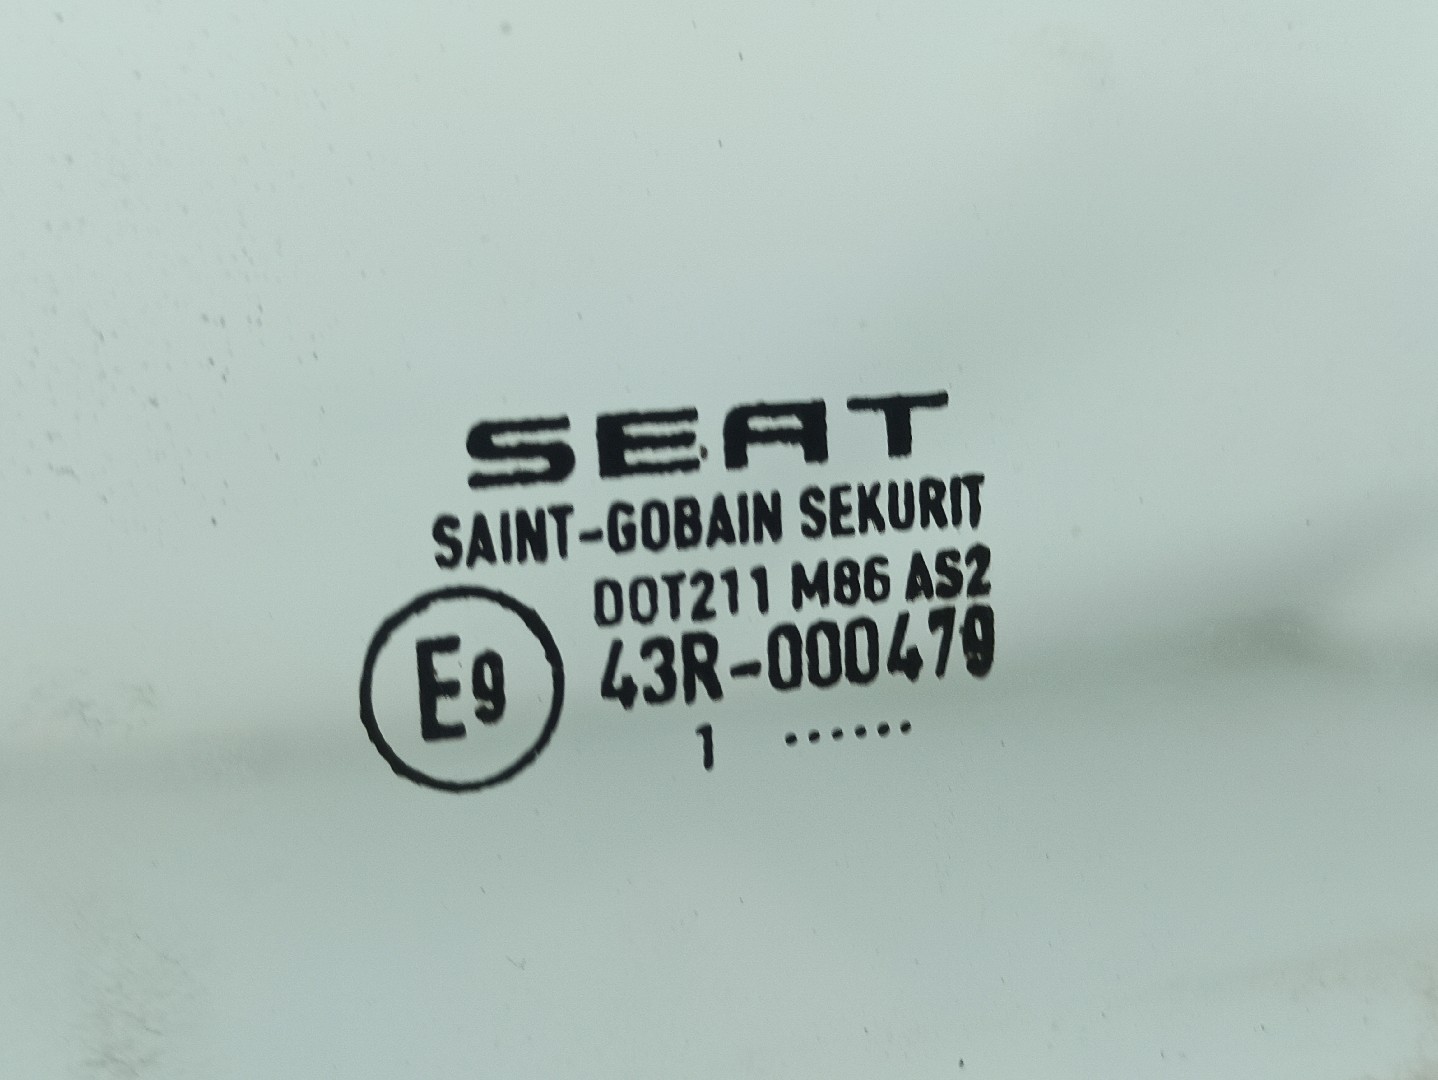 SEAT
SAINT-GOBAIN SEKURIT
DOT211 M86 AS2
E9 43R-000479
1 ......